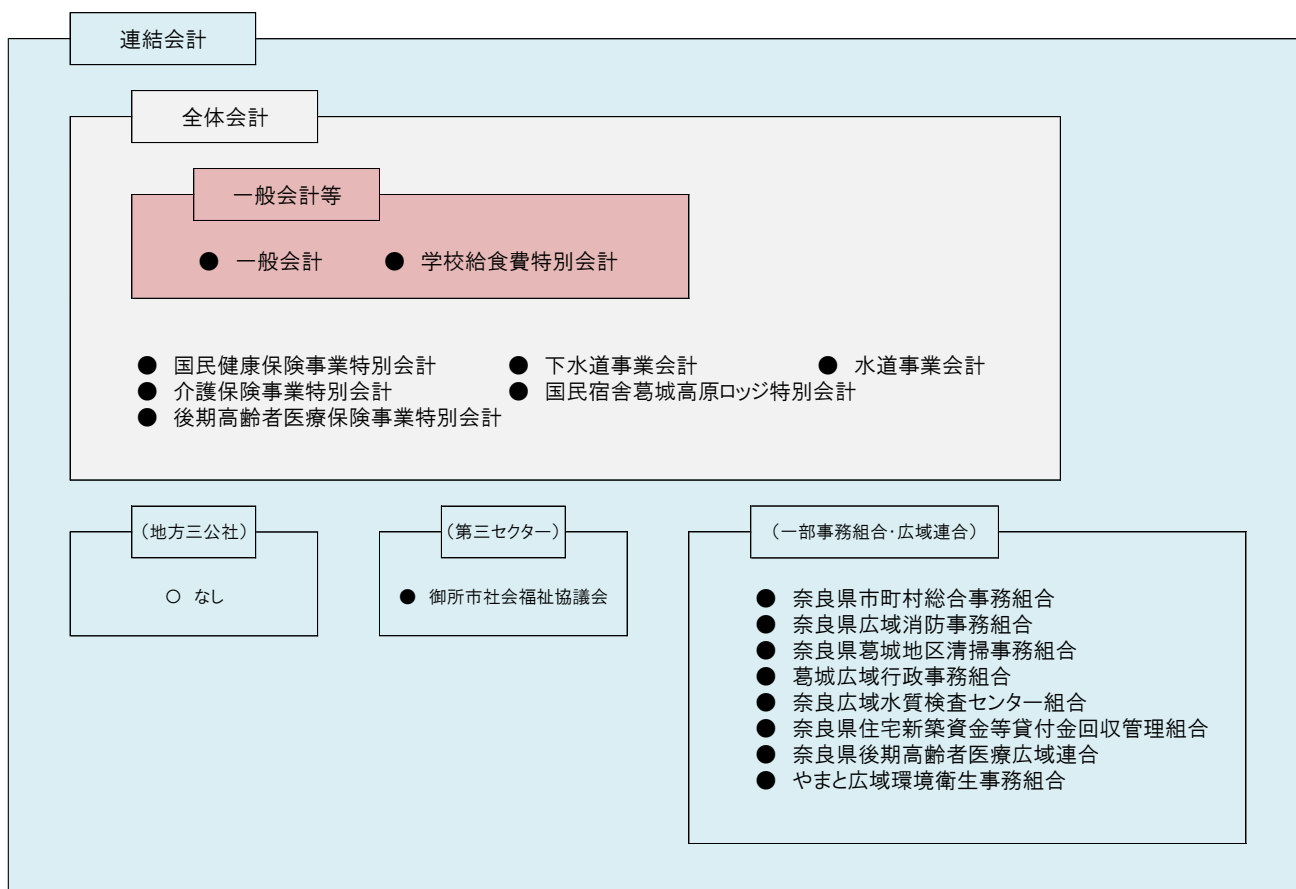 連結会計
全体会計
一般会計等
● 一般会計 ● 学校給食費特別会計
● 国民健康保険事業特別会計 ● 下水道事業会計 ● 水道事業会計
● 介護保険事業特別会計 ● 国民宿舎葛城高原ロッジ特別会計
● 後期高齢者医療保険事業特別会計
（地方三公社）
○ なし
（第三セクター）
● 御所市社会福祉協議会
（一部事務組合・広域連合）
● 奈良県市町村総合事務組合
● 奈良県広域消防事務組合
● 奈良県葛城地区清掃事務組合
● 葛城広域行政事務組合
● 奈良広域水質検査センター組合
● 奈良県住宅新築資金等貸付金回収管理組合
● 奈良県後期高齢者医療広域連合
● やまと広域環境衛生事務組合